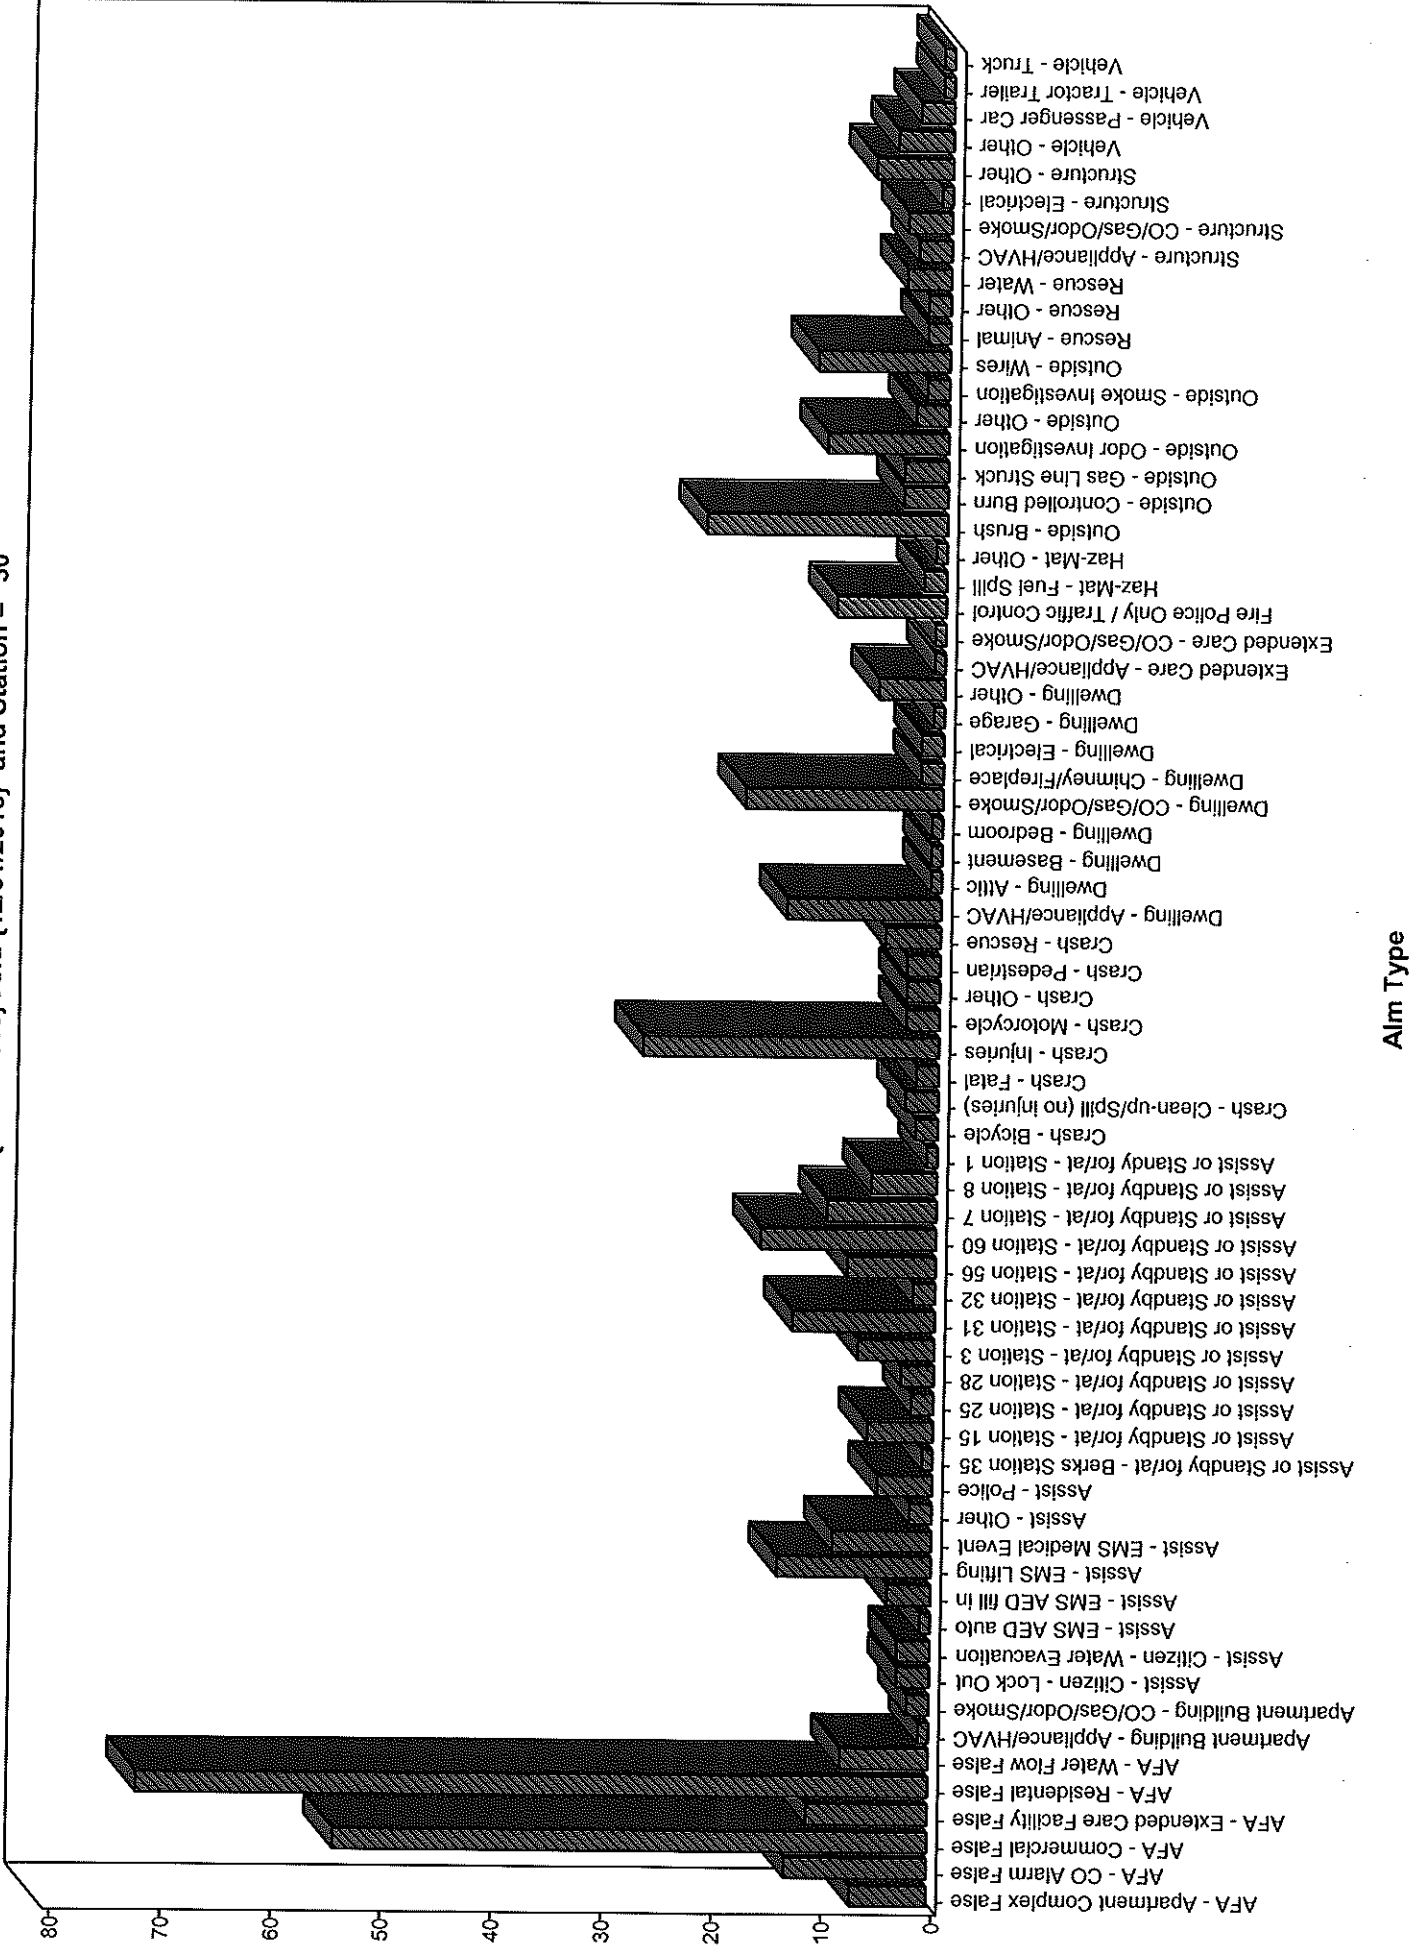 and Station = "30"
80
70
60
50
40
30
20
10
0
AFA - Apartment Complex False
AFA - CO Alarm False
AFA - Commercial False
AFA - Extended Care Facility False
AFA - Residental False
AFA - Water Flow False
Apartment Building - Appliance/HVAC
Apartment Building - CO/Gas/Odor/Smoke
Assist - Citizen - Lock Out
Assist - Citizen - Water Evacuation
Assist - EMS AED auto
Assist - EMS AED fill in
Assist - EMS Lifting
Assist - EMS Medical Event
Assist - Other
Assist - Police
Assist or Standby for/at - Berks Station 35
Assist or Standby for/at - Station 15
Assist or Standby for/at - Station 25
Assist or Standby for/at - Station 28
Assist or Standby for/at - Station 3
Assist or Standby for/at - Station 31
Assist or Standby for/at - Station 32
Assist or Standby for/at - Station 56
Assist or Standby for/at - Station 60
Assist or Standby for/at - Station 7
Assist or Standby for/at - Station 8
Assist or Standy for/at - Station 1
Crash - Bicycle
Crash - Clean-up/Spill (no injuries)
Crash - Fatal
Crash - Injuries
Crash - Motorcycle
Crash - Other
Crash - Pedestrian
Crash - Rescue
Dwelling - Appliance/HVAC
Dwelling - Attic
Dwelling - Basement
Dwelling - Bedroom
Dwelling - CO/Gas/Odor/Smoke
Dwelling - Chimney/Fireplace
Dwelling - Electrical
Dwelling - Garage
Dwelling - Other
Extended Care - Appliance/HVAC
Extended Care - CO/Gas/Odor/Smoke
Fire Police Only / Traffic Control
Haz-Mat - Fuel Spill
Haz-Mat - Other
Outside - Brush
Outside - Controlled Burn
Outside - Gas Line Struck
Outside - Odor Investigation
Outside - Other
Outside - Smoke Investigation
Outside - Wires
Rescue - Animal
Rescue - Other
Rescue - Water
Structure - Appliance/HVAC
Structure - CO/Gas/Odor/Smoke
Structure - Electrical
Structure - Other
Vehicle - Other
Vehicle - Passenger Car
Vehicle - Tractor Trailer
Vehicle - Truck
Alm Type